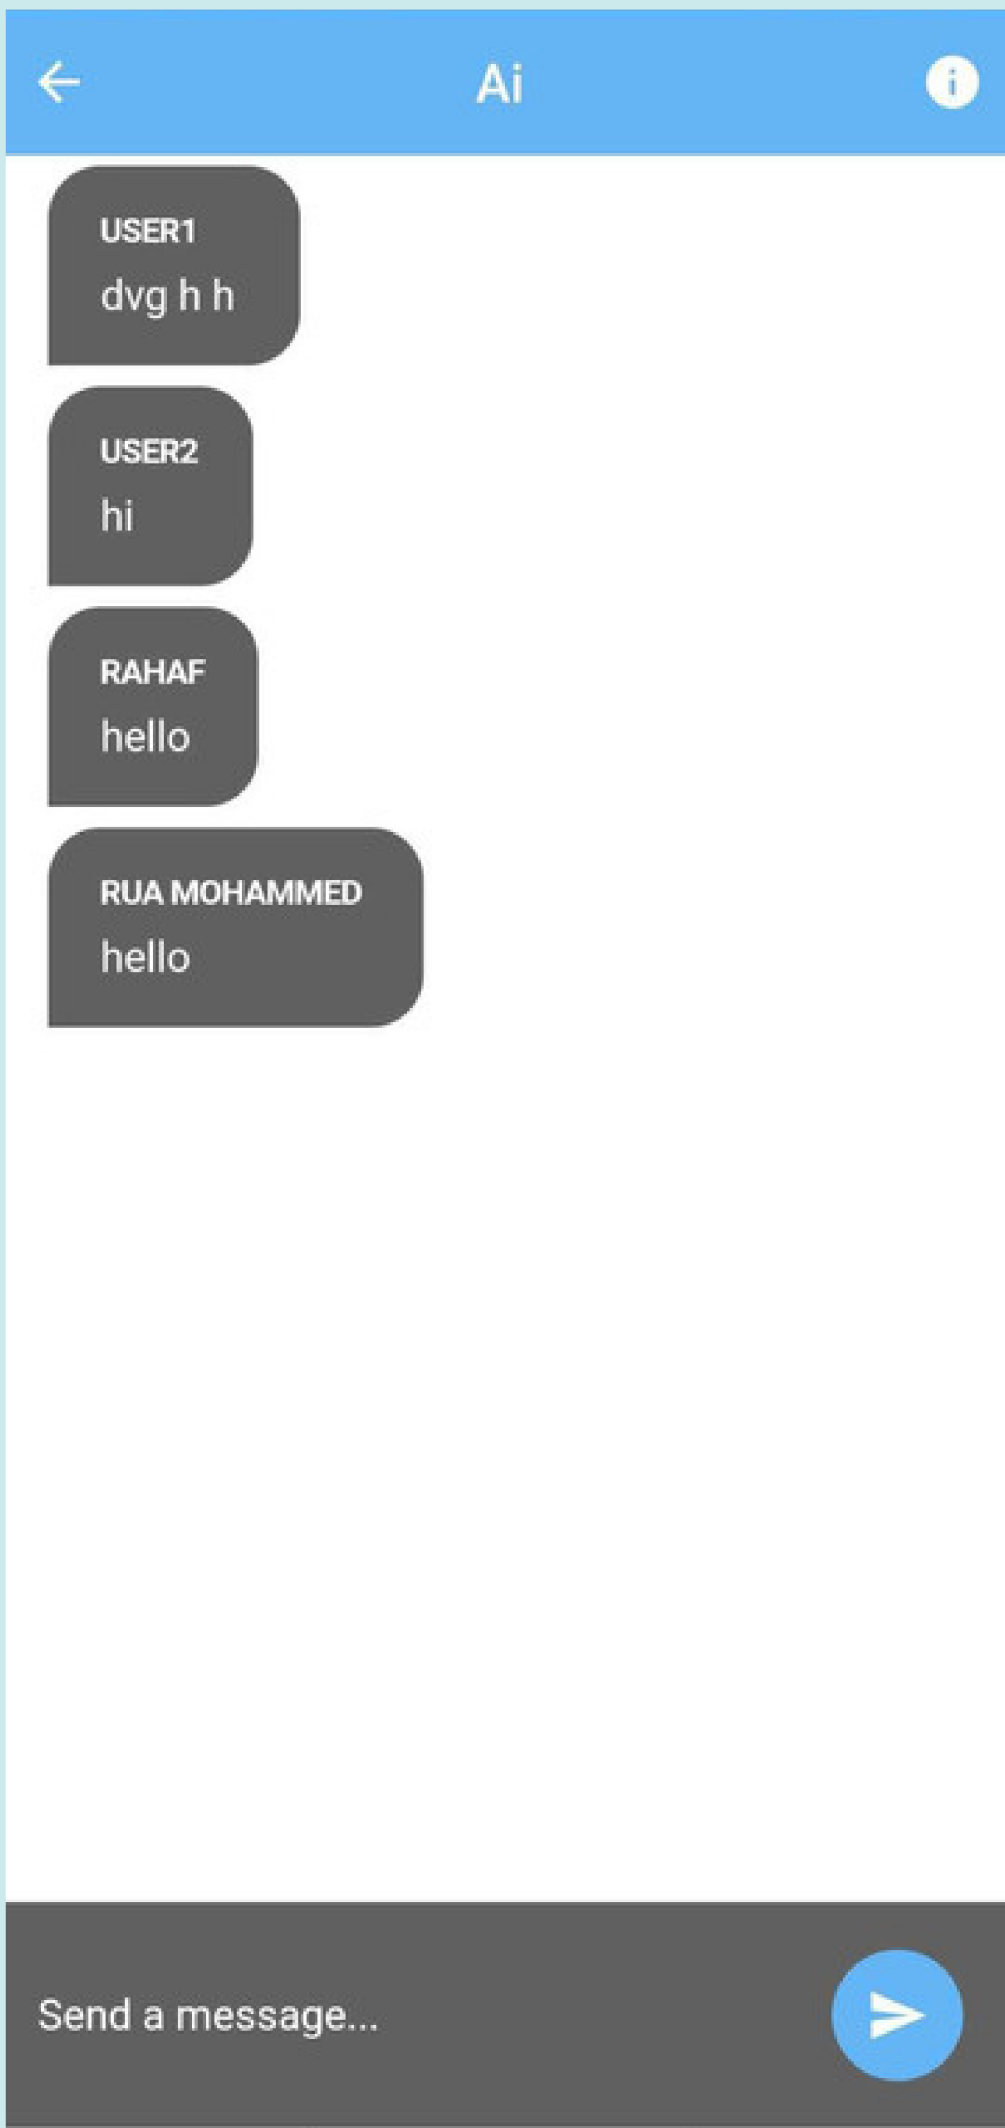 Ai
USER1
dvg h h
USER2
hi
RAHAF
hello
RUA MOHAMMED
hello
Send a message...